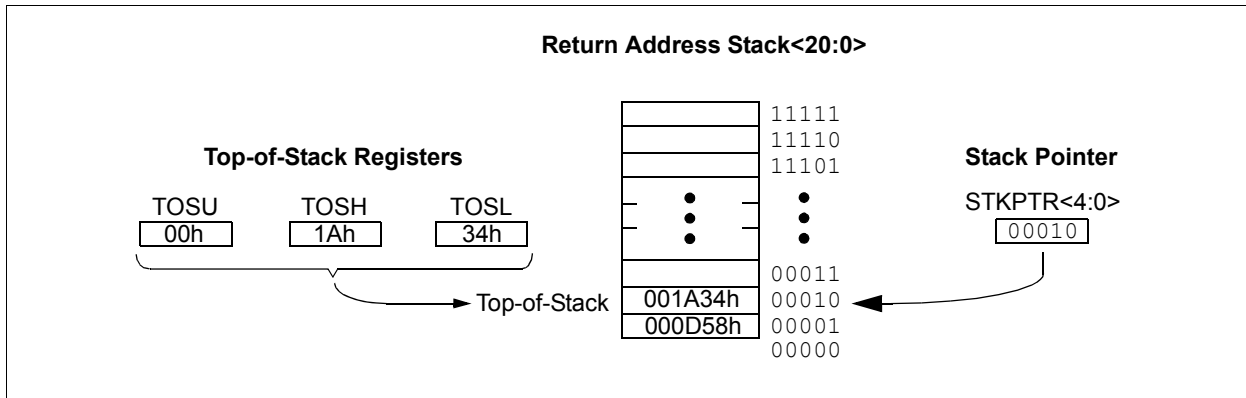 Return Address Stack<20:0>
11111
11110
Top-of-Stack Registers
11101
Stack Pointer
TOSU TOSH TOSL
STKPTR<4:0>
00h 1Ah 34h
00010
00011
Top-of-Stack 001A34h 00010
000D58h 00001
00000